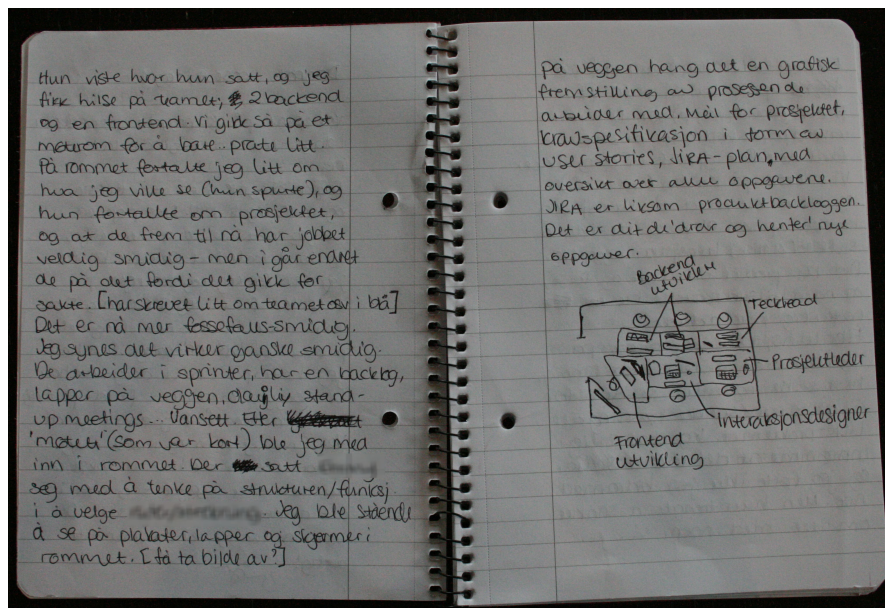 Hun viste hvor hun satt, og jeg
fikk hilse på teamet, 2 backend
og en frontend. Vi gikk så på et
møterom for å bare prate litt.
På rommet fortalte jeg litt om
hva jeg ville se (hun spurte), og
hun fortalte om prosjektet,
og at de frem til nå har jobbet
veldig smidig - men i går endret
de på det fordi det gikk for
sakte. [har skrevet litt om teamet osv i blå]
Det er nå mer fossefalls-smidig.
Jeg synes det virker ganske smidig.
De arbeider i sprinter, har en backlog,
lapper på veggen, daglig stand-
up meetings... Uansett. Etter
'møtet' (som var kort) ble jeg med
inn i rommet. Der satt
seg med å tenke på strukturen/funksj.
i å velge . Jeg ble stående
å se på plakater, lapper og skjermer i
rommet. [få ta bilde av?]
på veggen hang det en grafisk
fremstilling av prosessen de
arbeider med. Mål for prosjektet,
kravspesifikasjon i form av
user stories, JIRA-plan, med
oversikt over alle oppgavene.
JIRA er liksom produktbackloggen.
Det er dit de 'drar og henter' nye
oppgaver.
Backend
utviklere
Techlead
Prosjektleder
Interaksjonsdesigner
Frontend
utvikling